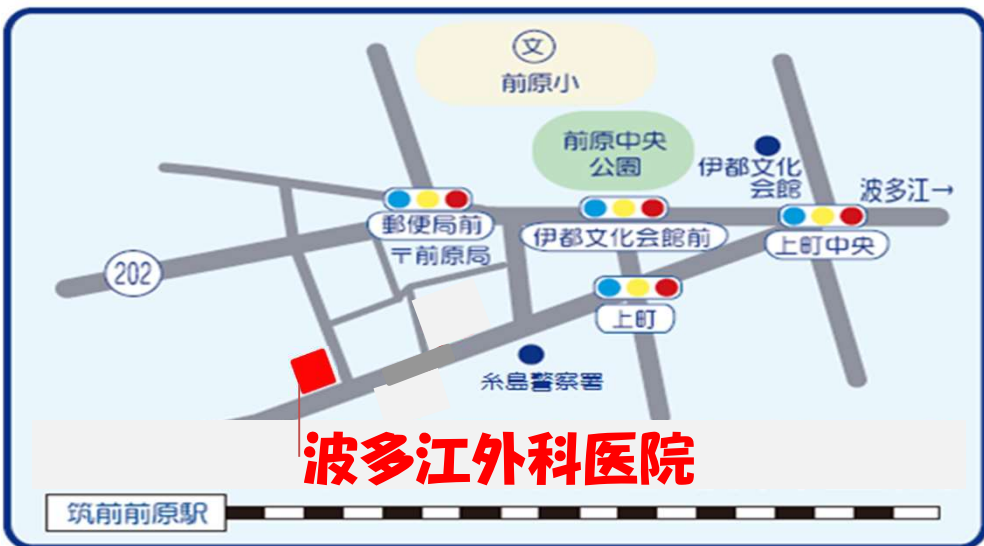 文
前原小
前原中央
公園
伊都文化
会館
波多江→
郵便局前
〒前原局
伊都文化会館前
上町中央
202
上町
糸島警察署
波多江外科医院
筑前前原駅